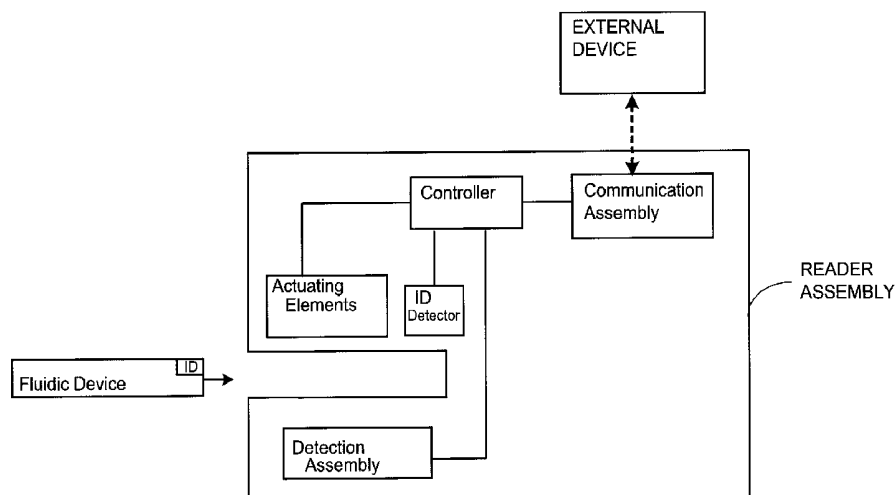 EXTERNAL
DEVICE
Controller
Communication
Assembly
Actuating
Elements
ID
Detector
READER
ASSEMBLY
ID
Fluidic Device
Detection
Assembly